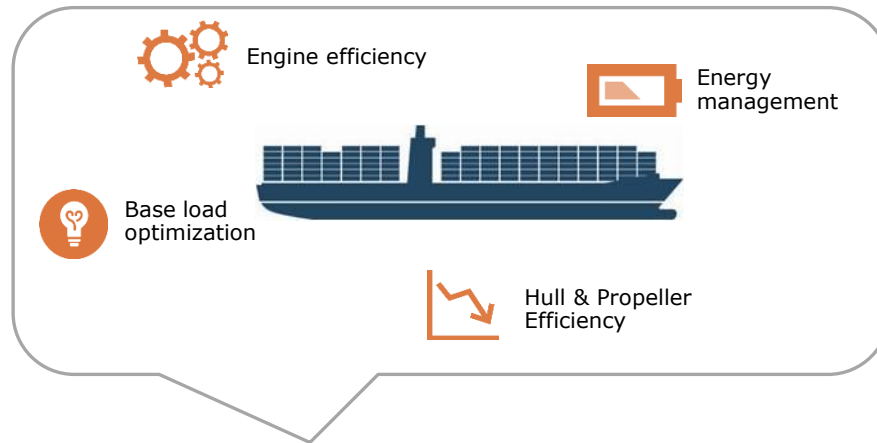 Engine efficiency
Energy
management
Base load
optimization
Hull & Propeller
Efficiency